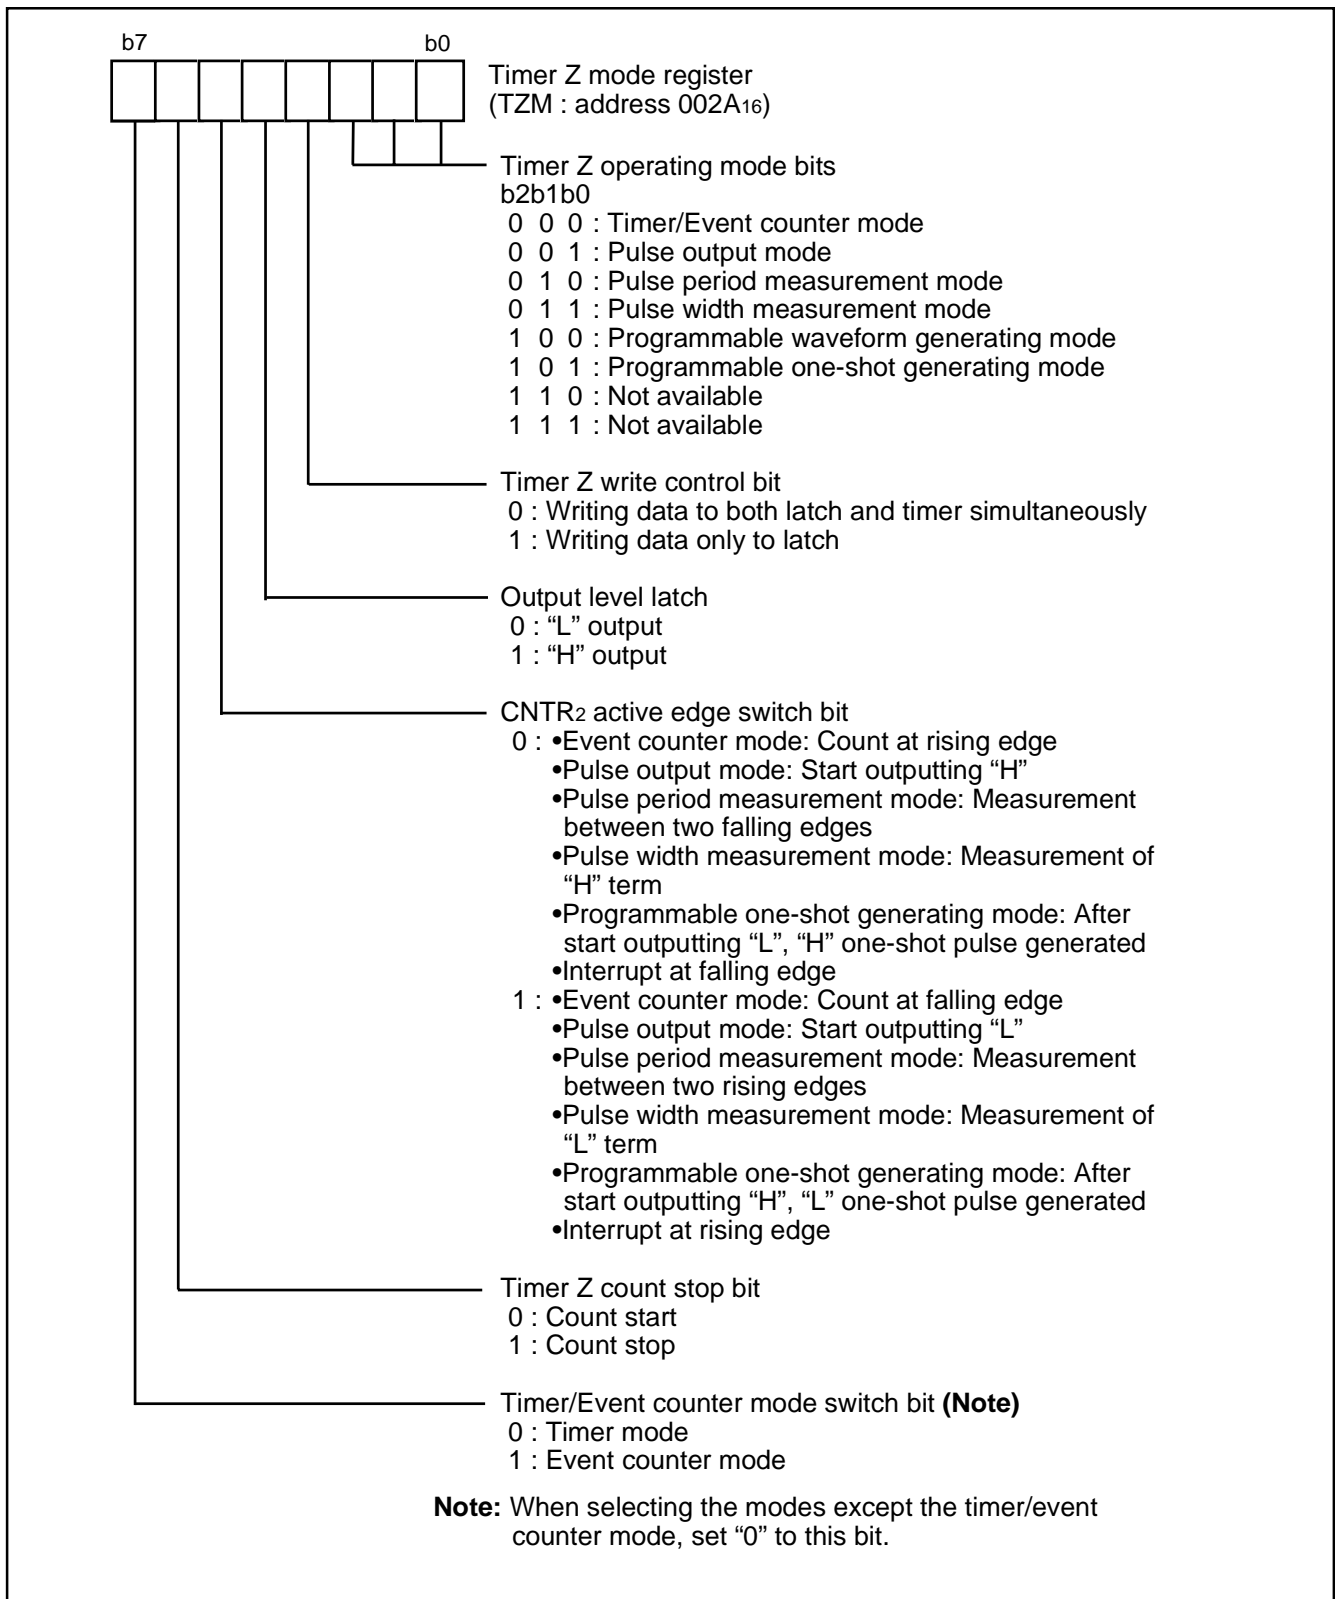 b7 b0
Timer Z mode register
(TZM : address 002A16)
Timer Z operating mode bits
b2b1b0
0 0 0 : Timer/Event counter mode
0 0 1 : Pulse output mode
0 1 0 : Pulse period measurement mode
0 1 1 : Pulse width measurement mode
1 0 0 : Programmable waveform generating mode
1 0 1 : Programmable one-shot generating mode
1 1 0 : Not available
1 1 1 : Not available
Timer Z write control bit
0 : Writing data to both latch and timer simultaneously
1 : Writing data only to latch
Output level latch
0 : “L” output
1 : “H” output
CNTR2 active edge switch bit
0 : •Event counter mode: Count at rising edge
•Pulse output mode: Start outputting “H”
•Pulse period measurement mode: Measurement
between two falling edges
•Pulse width measurement mode: Measurement of
“H” term
•Programmable one-shot generating mode: After
start outputting “L”, “H” one-shot pulse generated
•Interrupt at falling edge
1 : •Event counter mode: Count at falling edge
•Pulse output mode: Start outputting “L”
•Pulse period measurement mode: Measurement
between two rising edges
•Pulse width measurement mode: Measurement of
“L” term
•Programmable one-shot generating mode: After
start outputting “H”, “L” one-shot pulse generated
•Interrupt at rising edge
Timer Z count stop bit
0 : Count start
1 : Count stop
Timer/Event counter mode switch bit (Note)
0 : Timer mode
1 : Event counter mode
Note: When selecting the modes except the timer/event
counter mode, set “0” to this bit.